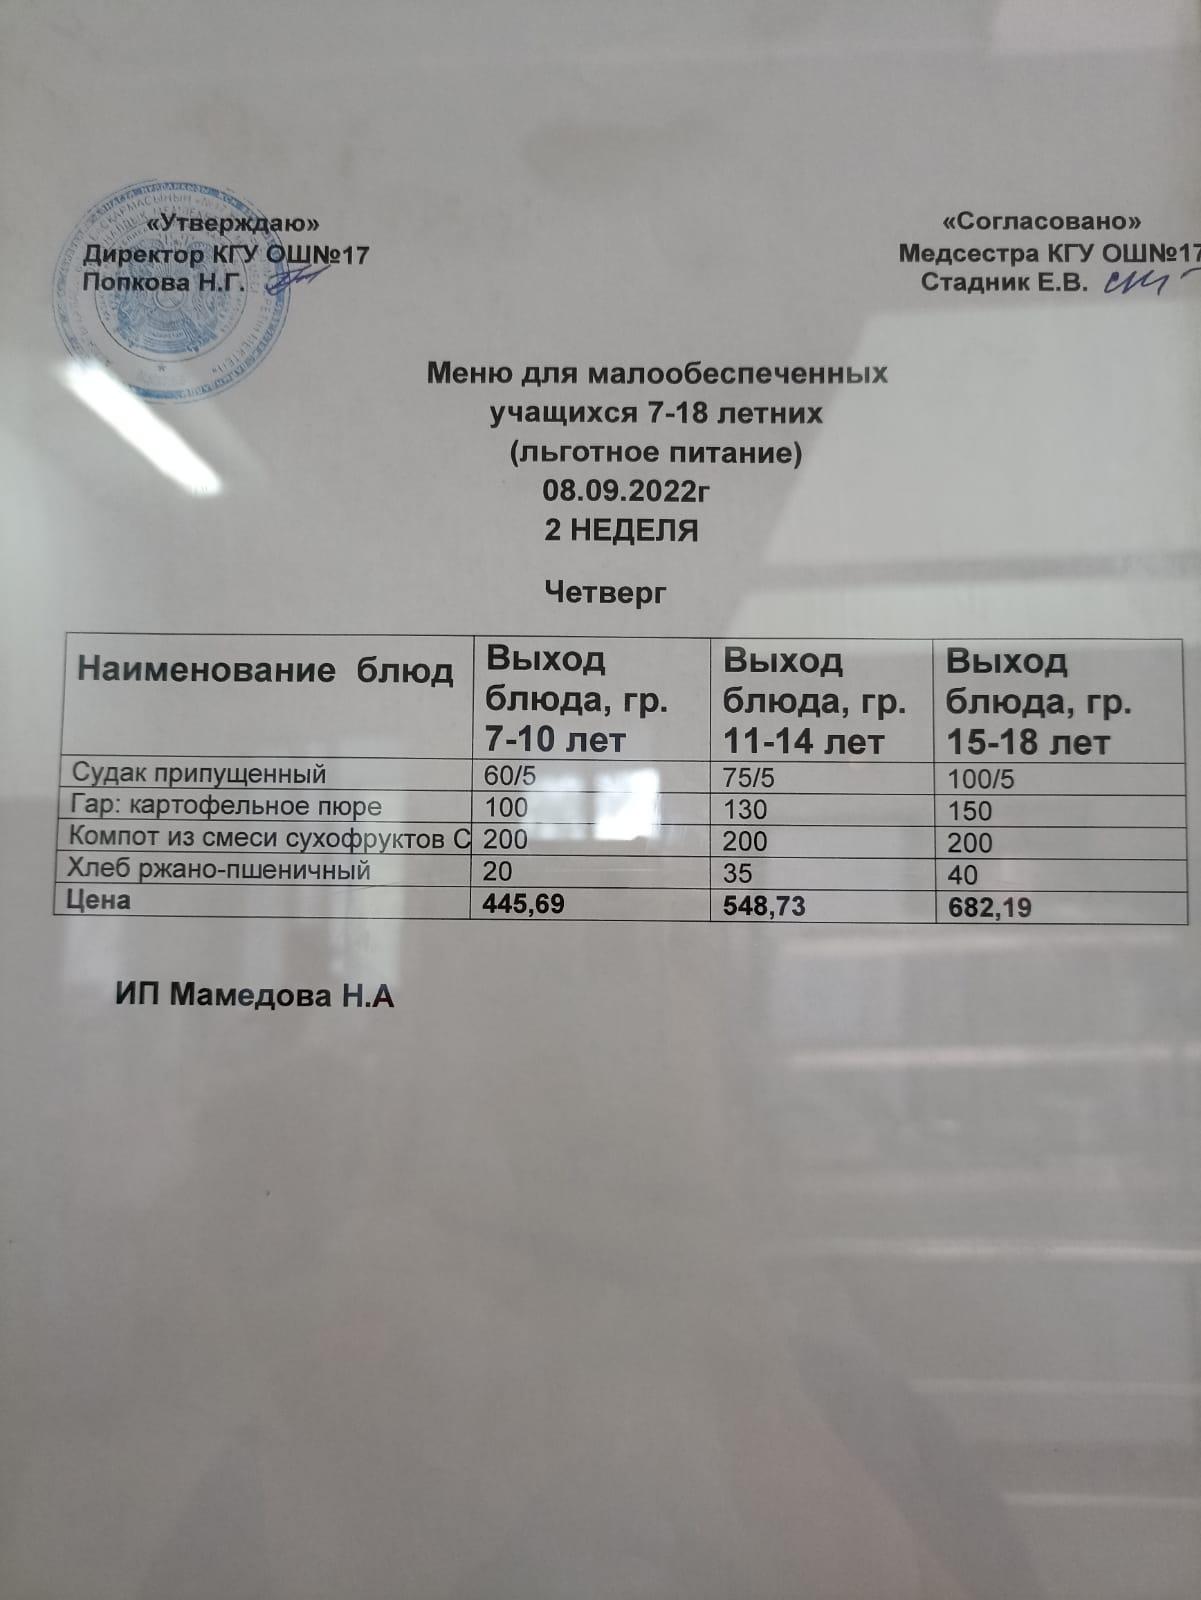 «Утверждаю»
Директор КГУ ОШ№17
Попкова Н.Г.
«Согласовано»
Медсестра КГУ ОШ№17
Стадник Е.В.
Меню для малообеспеченных
учащихся 7-18 летних
(льготное питание)
08.09.2022г
2 НЕДЕЛЯ
Четверг
Наименование блюд Выход блюда, гр. 7-10 лет Выход блюда, гр. 11-14 лет Выход блюда, гр. 15-18 лет
Судак припущенный 60/5 75/5 100/5
Гар: картофельное пюре 100 130 150
Компот из смеси сухофруктов С 200 200 200
Хлеб ржано-пшеничный 20 35 40
Цена 445,69 548,73 682,19
ИП Мамедова Н.А